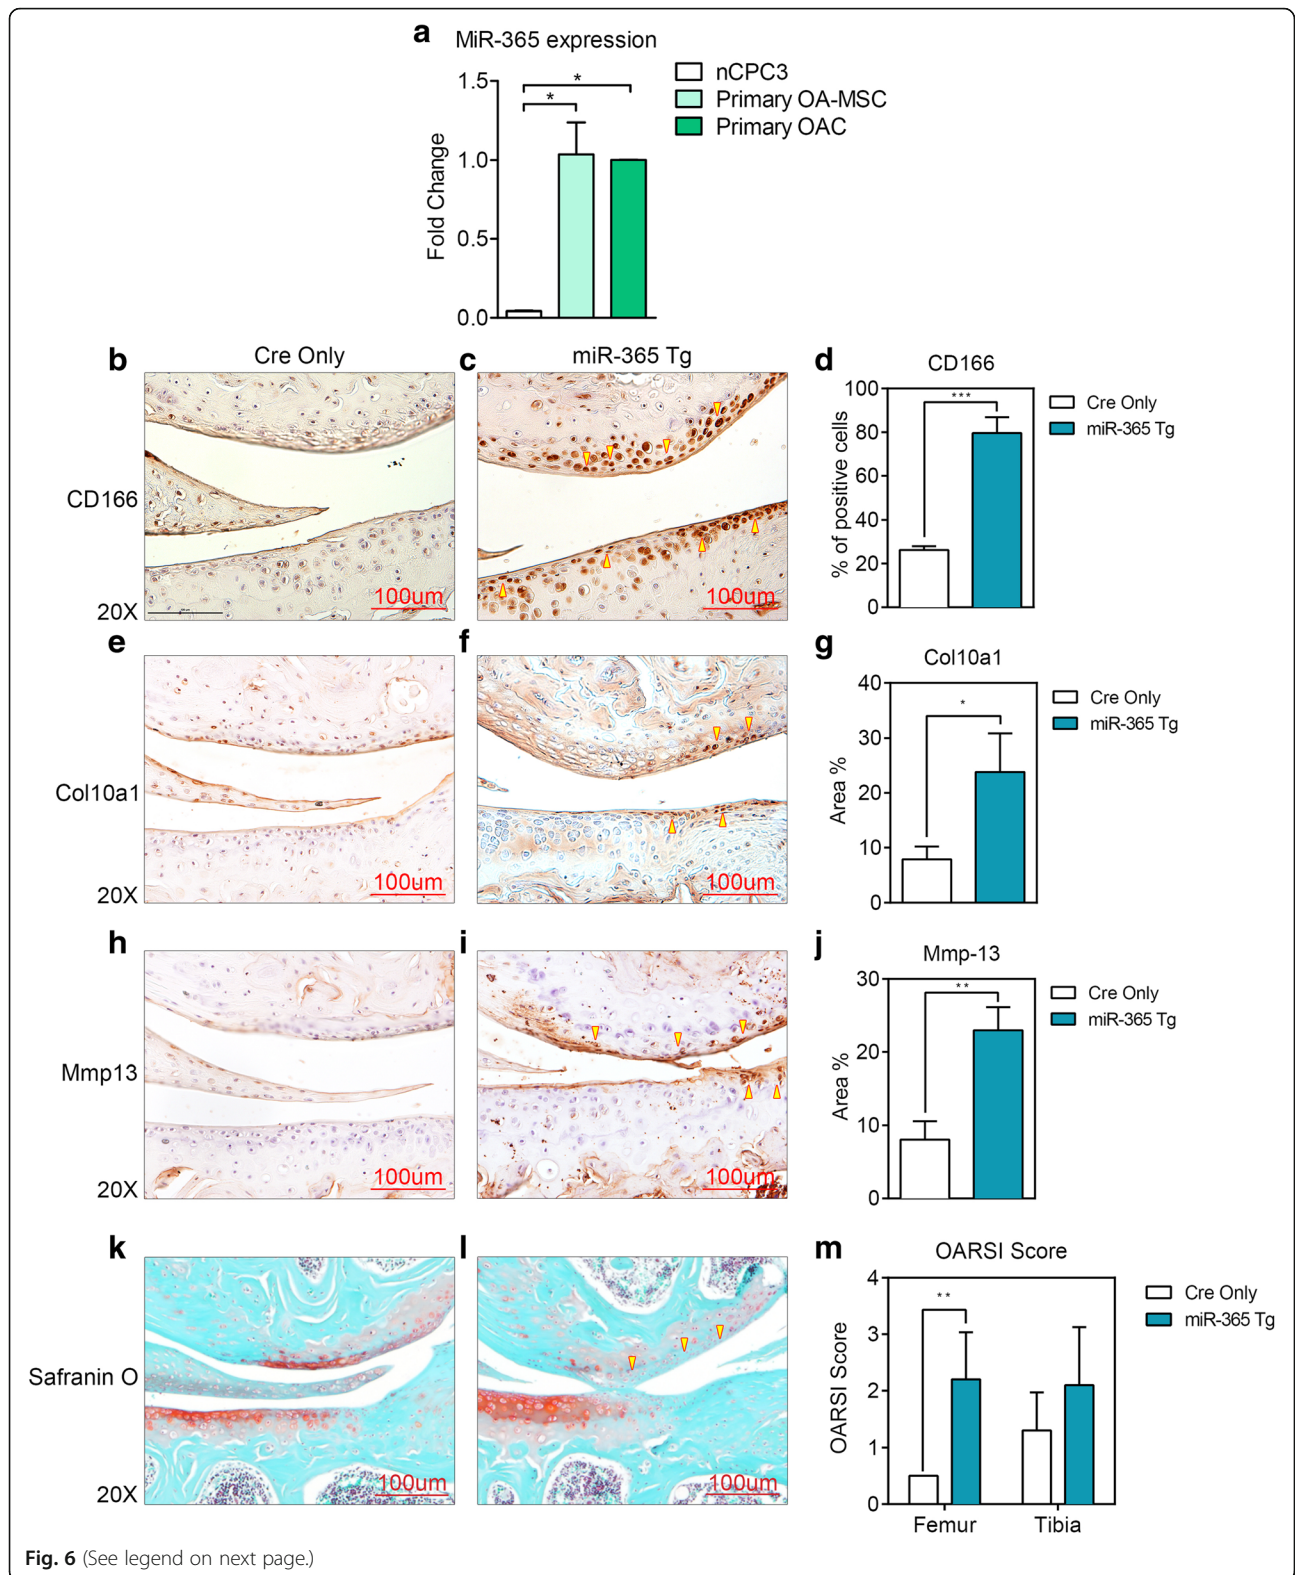 a MiR-365 expression
1.5
1.0
0.5
0.0
Fold Change
*
*
nCPC3
Primary OA-MSC
Primary OAC
b Cre Only
c miR-365 Tg
CD166
20X
100um
100um
d CD166
100
80
60
40
20
0
% of positive cells
***
Cre Only
miR-365 Tg
e
f
Col10a1
20X
100um
100um
g Col10a1
40
30
20
10
0
Area %
*
Cre Only
miR-365 Tg
h
i
Mmp13
20X
100um
100um
j Mmp-13
30
20
10
0
Area %
**
Cre Only
miR-365 Tg
k
l
Safranin O
20X
100um
100um
m OARSI Score
4
3
2
1
0
OARSI Score
**
Femur Tibia
Cre Only
miR-365 Tg
Fig. 6 (See legend on next page.)